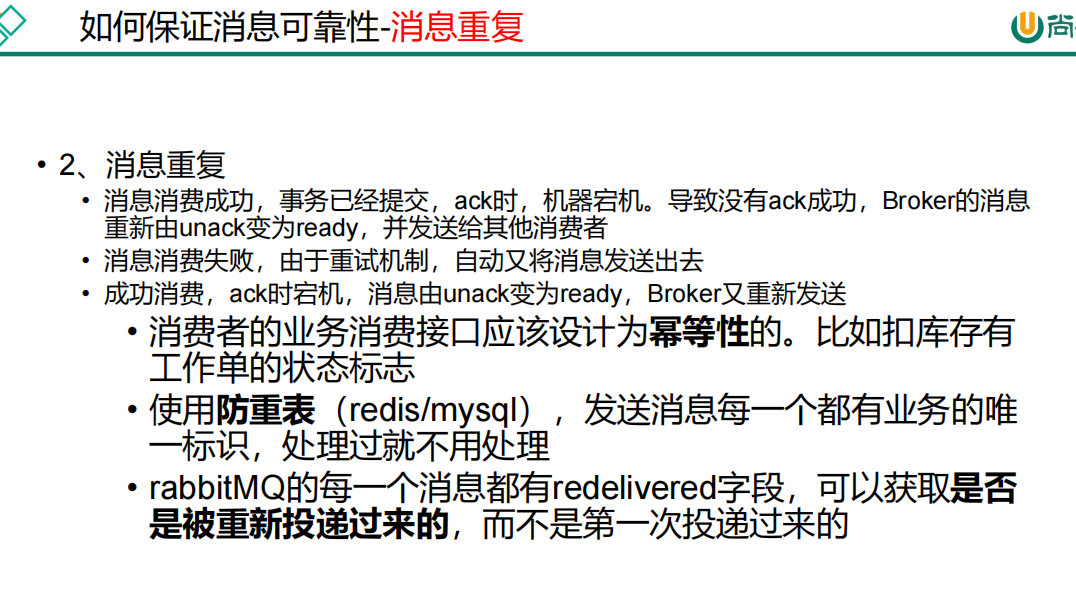 如何保证消息可靠性-消息重复
尚
• 2、消息重复
• 消息消费成功，事务已经提交，ack时，机器宕机。导致没有ack成功，Broker的消息
重新由unack变为ready，并发送给其他消费者
• 消息消费失败，由于重试机制，自动又将消息发送出去
• 成功消费，ack时宕机，消息由unack变为ready，Broker又重新发送
• 消费者的业务消费接口应该设计为幂等性的。比如扣库存有
工作单的状态标志
• 使用防重表（redis/mysql），发送消息每一个都有业务的唯
一标识，处理过就不用处理
• rabbitMQ的每一个消息都有redelivered字段，可以获取是否
是被重新投递过来的，而不是第一次投递过来的